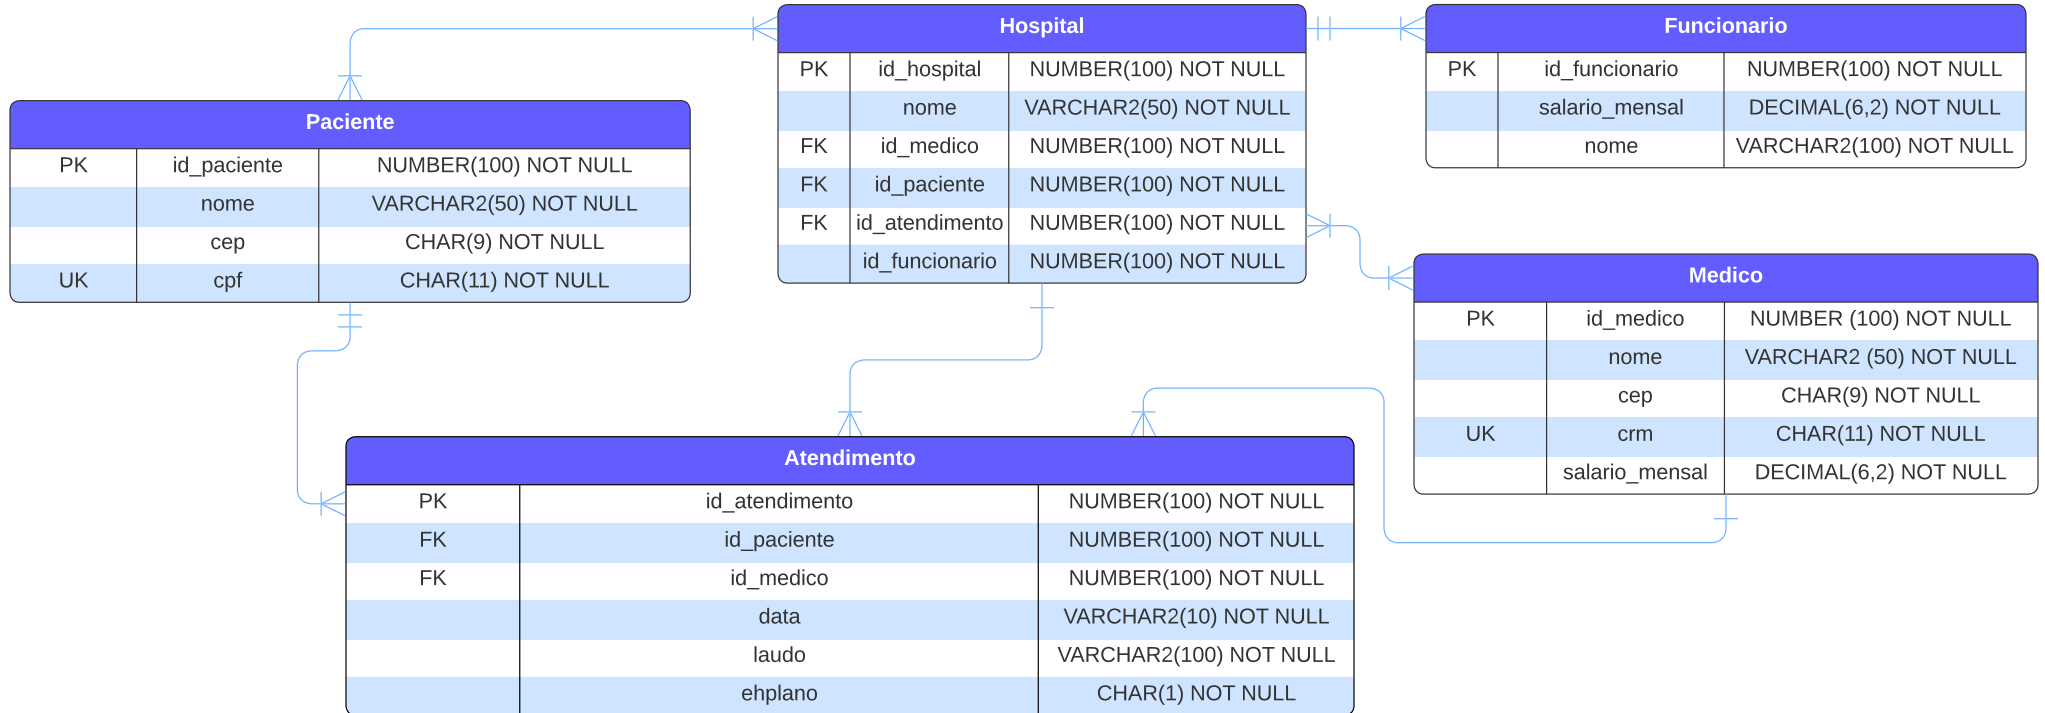 Hospital
PK id_hospital NUMBER(100) NOT NULL
nome VARCHAR2(50) NOT NULL
FK id_medico NUMBER(100) NOT NULL
FK id_paciente NUMBER(100) NOT NULL
FK id_atendimento NUMBER(100) NOT NULL
id_funcionario NUMBER(100) NOT NULL
Funcionario
PK id_funcionario NUMBER(100) NOT NULL
salario_mensal DECIMAL(6,2) NOT NULL
nome VARCHAR2(100) NOT NULL
Paciente
PK id_paciente NUMBER(100) NOT NULL
nome VARCHAR2(50) NOT NULL
cep CHAR(9) NOT NULL
UK cpf CHAR(11) NOT NULL
Medico
PK id_medico NUMBER (100) NOT NULL
nome VARCHAR2 (50) NOT NULL
cep CHAR(9) NOT NULL
UK crm CHAR(11) NOT NULL
salario_mensal DECIMAL(6,2) NOT NULL
Atendimento
PK id_atendimento NUMBER(100) NOT NULL
FK id_paciente NUMBER(100) NOT NULL
FK id_medico NUMBER(100) NOT NULL
data VARCHAR2(10) NOT NULL
laudo VARCHAR2(100) NOT NULL
ehplano CHAR(1) NOT NULL